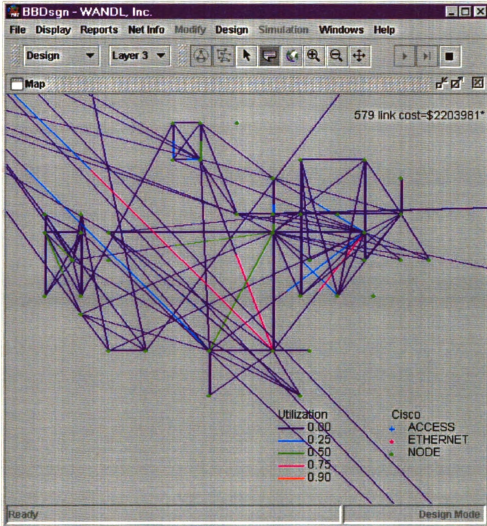 BBDsgn - WANDL, Inc.
File Display Reports Net Info Modify Design Simulation Windows Help
Design Layer 3
Map
579 link cost=$2203981*
Utilization
0.00
0.25
0.50
0.75
0.90
Cisco
ACCESS
ETHERNET
NODE
Ready
Design Mode